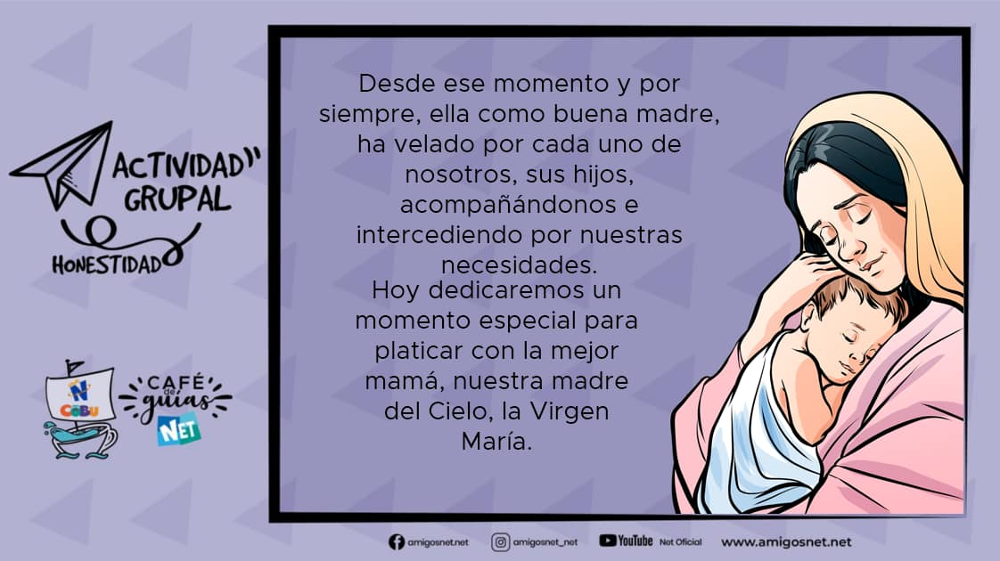 ACTIVIDAD"
GRUPAL
HONESTIDAD
N
COBU
CAFÉ
de
guías
NET
Desde ese momento y por
siempre, ella como buena madre,
ha velado por cada uno de
nosotros, sus hijos,
acompañándonos e
intercediendo por nuestras
necesidades.
Hoy dedicaremos un
momento especial para
platicar con la mejor
mamá, nuestra madre
del Cielo, la Virgen
María.
amigosnet.net
amigosnet_net
YouTube Net Oficial
www.amigosnet.net